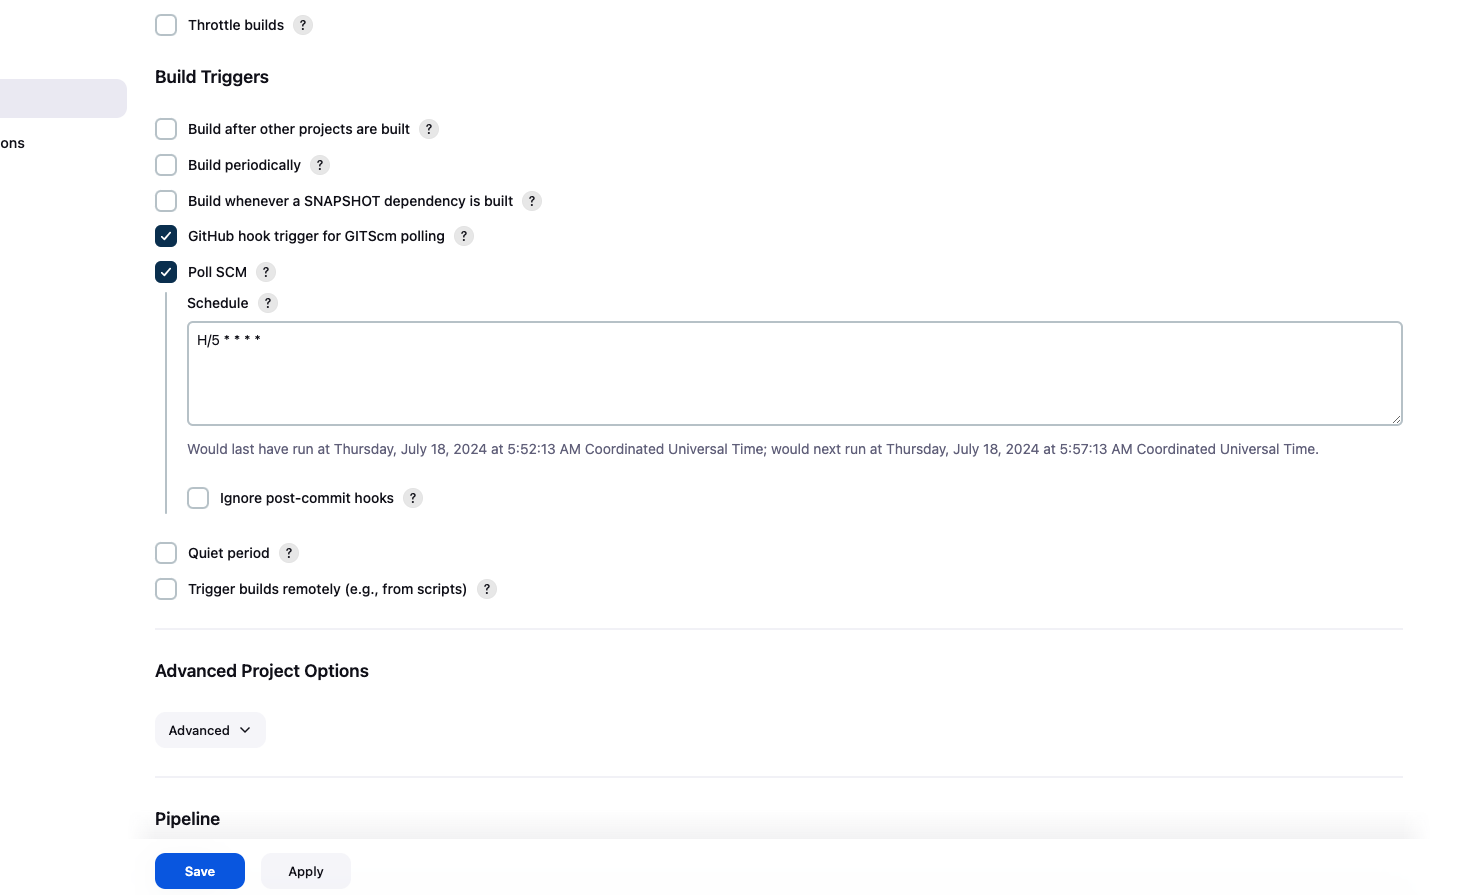 Throttle builds ?
Build Triggers
ons
Build after other projects are built ?
Build periodically ?
Build whenever a SNAPSHOT dependency is built ?
GitHub hook trigger for GITScm polling ?
Poll SCM ?
Schedule ?
H/5 * * * *
Would last have run at Thursday, July 18, 2024 at 5:52:13 AM Coordinated Universal Time; would next run at Thursday, July 18, 2024 at 5:57:13 AM Coordinated Universal Time.
Ignore post-commit hooks ?
Quiet period ?
Trigger builds remotely (e.g., from scripts) ?
Advanced Project Options
Advanced
Pipeline
Save Apply